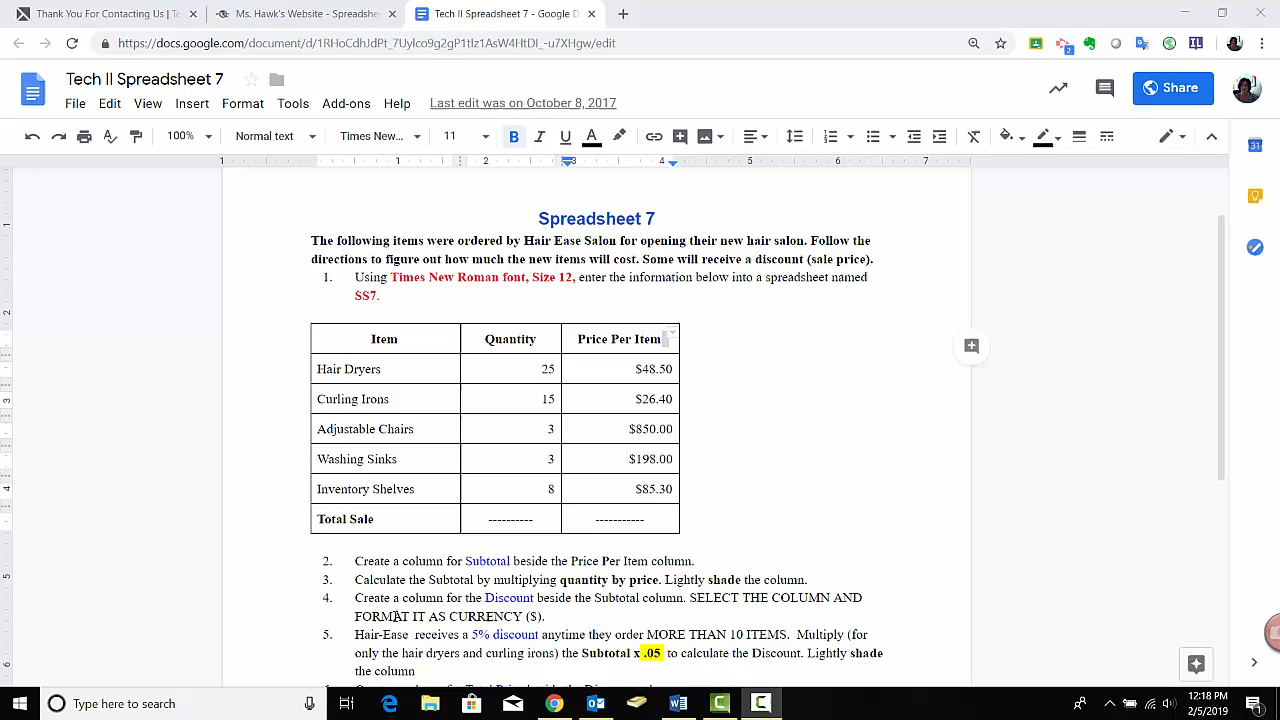 Thank You For Contacting Us | Te
Ms. Hawk's Website - Spreadshee
Tech II Spreadsheet 7 - Google D
Tech II Spreadsheet 7
File Edit View Insert Format Tools Add-ons Help Last edit was on October 8, 2017
Share
100% Normal text Times New... 11 B I U A
1 1 2 3 4 5 6 7
Spreadsheet 7
The following items were ordered by Hair Ease Salon for opening their new hair salon. Follow the
directions to figure out how much the new items will cost. Some will receive a discount (sale price).
1. Using Times New Roman font, Size 12, enter the information below into a spreadsheet named
SS7.
Item Quantity Price Per Item
Hair Dryers 25 $48.50
Curling Irons 15 $26.40
Adjustable Chairs 3 $850.00
Washing Sinks 3 $198.00
Inventory Shelves 8 $85.30
Total Sale ---------- -----------
2. Create a column for Subtotal beside the Price Per Item column.
3. Calculate the Subtotal by multiplying quantity by price. Lightly shade the column.
4. Create a column for the Discount beside the Subtotal column. SELECT THE COLUMN AND
FORMAT IT AS CURRENCY ($).
5. Hair-Ease receives a 5% discount anytime they order MORE THAN 10 ITEMS. Multiply (for
only the hair dryers and curling irons) the Subtotal x .05 to calculate the Discount. Lightly shade
the column
Type here to search
12:18 PM
2/5/2019